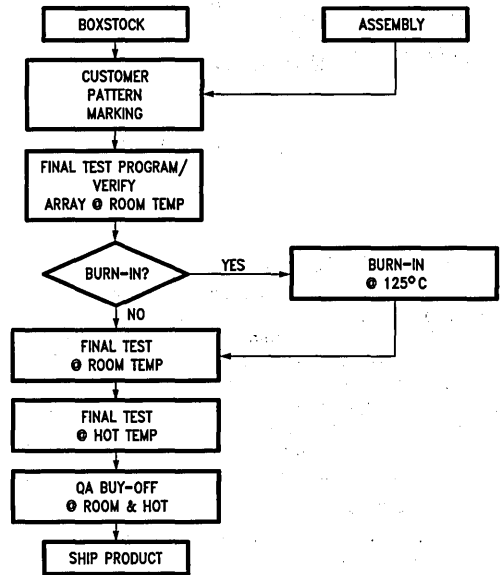 BOXSTOCK
ASSEMBLY
CUSTOMER
PATTERN
MARKING
FINAL TEST PROGRAM/
VERIFY
ARRAY @ ROOM TEMP
BURN-IN?
YES
BURN-IN
@ 125°C
NO
FINAL TEST
@ ROOM TEMP
FINAL TEST
@ HOT TEMP
QA BUY-OFF
@ ROOM & HOT
SHIP PRODUCT